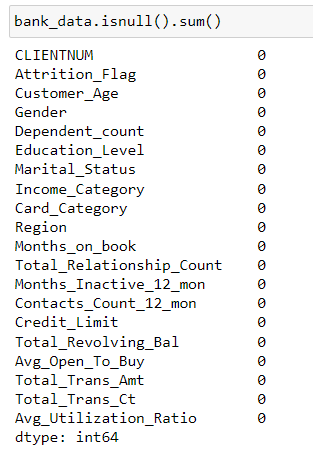 bank_data.isnull().sum()
CLIENTNUM 0
Attrition_Flag 0
Customer_Age 0
Gender 0
Dependent_count 0
Education_Level 0
Marital_Status 0
Income_Category 0
Card_Category 0
Region 0
Months_on_book 0
Total_Relationship_Count 0
Months_Inactive_12_mon 0
Contacts_Count_12_mon 0
Credit_Limit 0
Total_Revolving_Bal 0
Avg_Open_To_Buy 0
Total_Trans_Amt 0
Total_Trans_Ct 0
Avg_Utilization_Ratio 0
dtype: int64